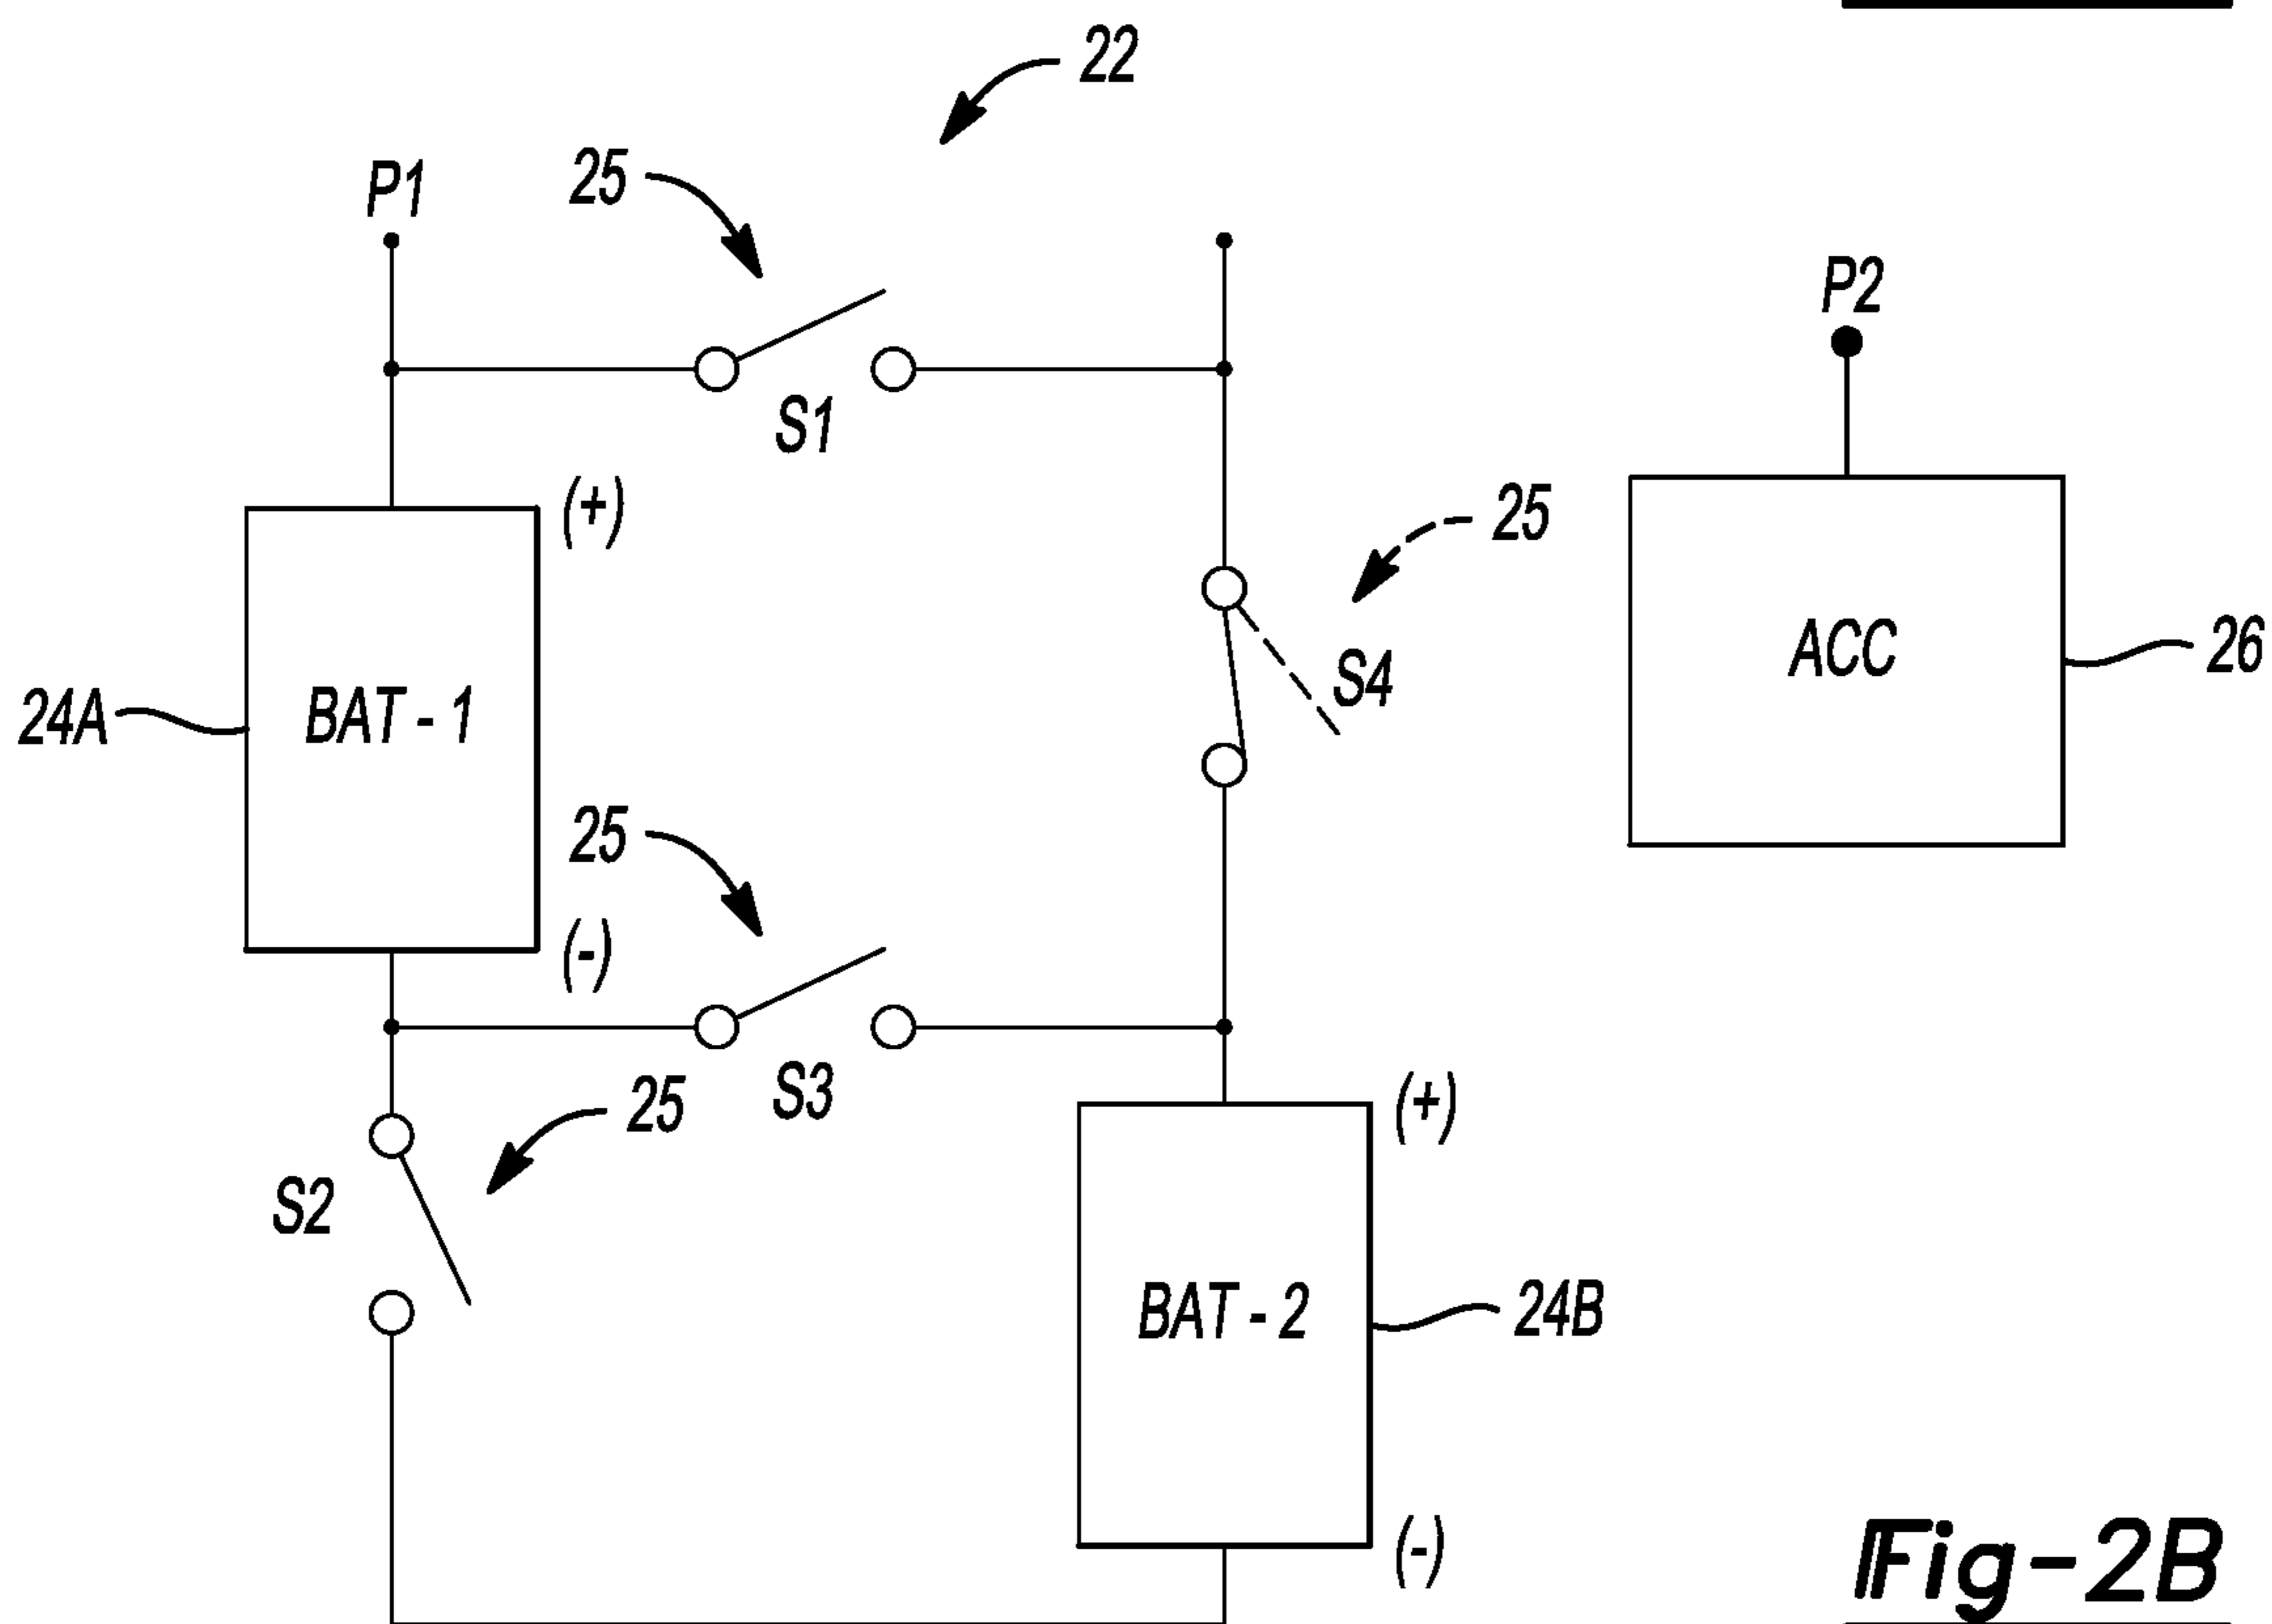 22
25
P1
P2
S1
(+)
25
ACC
26
S4
24A
BAT - 1
25
(-)
S3
25
(+)
S2
BAT - 2
24B
(-)
Fig-2B